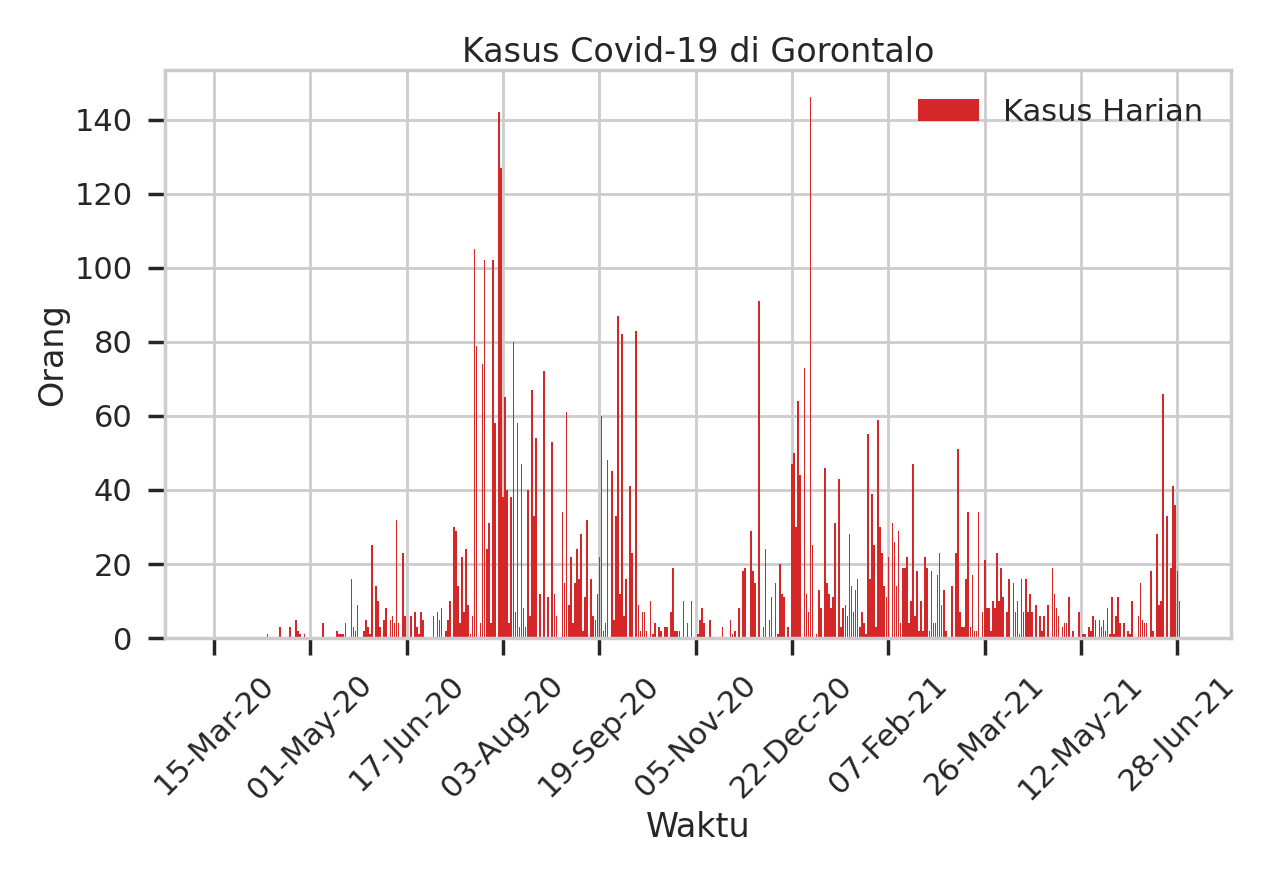 Kasus Covid-19 di Gorontalo
Kasus Harian
Orang
140
120
100
80
60
40
20
0
15-Mar-20
01-May-20
17-Jun-20
03-Aug-20
19-Sep-20
05-Nov-20
22-Dec-20
07-Feb-21
26-Mar-21
12-May-21
28-Jun-21
Waktu